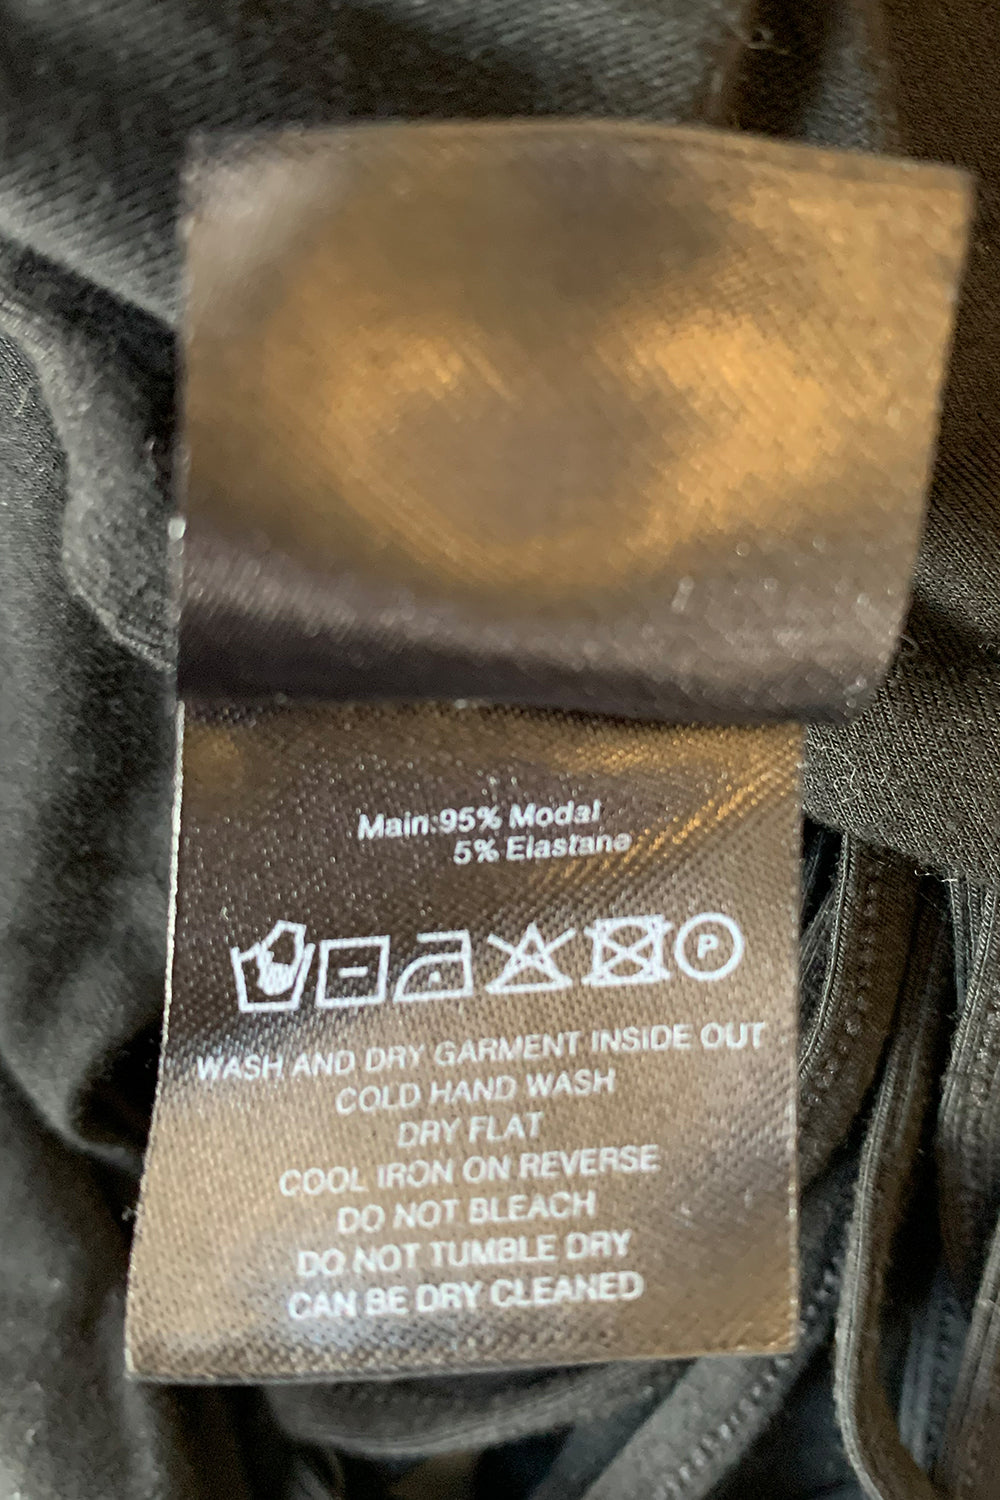 Main:95% Modal
5% Elastane
P
WASH AND DRY GARMENT INSIDE OUT
COLD HAND WASH
DRY FLAT
COOL IRON ON REVERSE
DO NOT BLEACH
DO NOT TUMBLE DRY
CAN BE DRY CLEANED